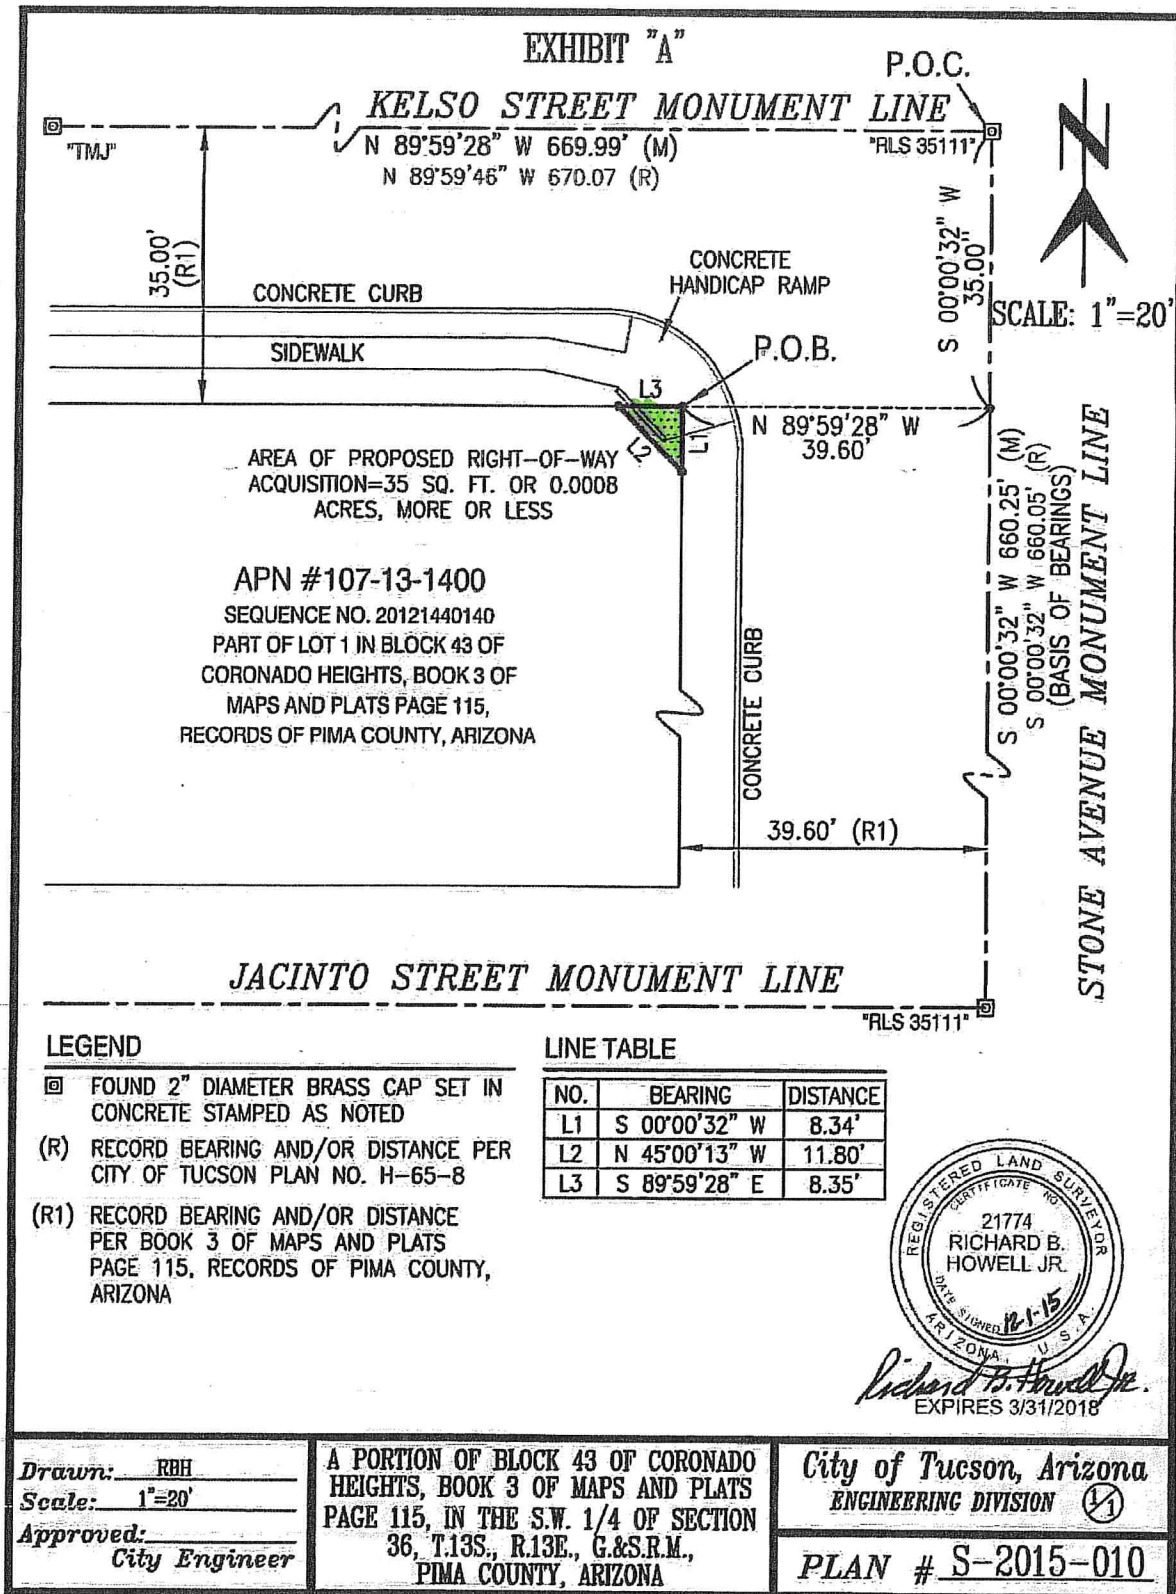 EXHIBIT "A"
P.O.C.
KELSO STREET MONUMENT LINE
"TMJ"
N 89°59'28" W 669.99' (M)
N 89°59'46" W 670.07 (R)
"RLS 35111"
N
SCALE: 1"=20'
35.00'
(R1)
S 00°00'32" W
35.00"
CONCRETE
HANDICAP RAMP
CONCRETE CURB
SIDEWALK
P.O.B.
L3
L2
L1
N 89°59'28" W
39.60'
AREA OF PROPOSED RIGHT-OF-WAY
ACQUISITION=35 SQ. FT. OR 0.0008
ACRES, MORE OR LESS
APN #107-13-1400
SEQUENCE NO. 20121440140
PART OF LOT 1 IN BLOCK 43 OF
CORONADO HEIGHTS, BOOK 3 OF
MAPS AND PLATS PAGE 115,
RECORDS OF PIMA COUNTY, ARIZONA
CONCRETE CURB
S 00°00'32" W 660.25' (M)
S 00°00'32" W 660.05' (R)
(BASIS OF BEARINGS)
STONE AVENUE MONUMENT LINE
39.60' (R1)
JACINTO STREET MONUMENT LINE
"RLS 35111"
LEGEND
FOUND 2" DIAMETER BRASS CAP SET IN
CONCRETE STAMPED AS NOTED
(R) RECORD BEARING AND/OR DISTANCE PER
CITY OF TUCSON PLAN NO. H-65-8
(R1) RECORD BEARING AND/OR DISTANCE
PER BOOK 3 OF MAPS AND PLATS
PAGE 115, RECORDS OF PIMA COUNTY,
ARIZONA
LINE TABLE
NO. BEARING DISTANCE
L1 S 00°00'32" W 8.34'
L2 N 45°00'13" W 11.80'
L3 S 89°59'28" E 8.35'
REGISTERED LAND SURVEYOR
CERTIFICATE NO.
21774
RICHARD B.
HOWELL JR.
DATE SIGNED 12-1-15
ARIZONA, U.S.A.
Richard B. Howell Jr.
EXPIRES 3/31/2018
Drawn: RBH
Scale: 1"=20'
Approved:
City Engineer
A PORTION OF BLOCK 43 OF CORONADO
HEIGHTS, BOOK 3 OF MAPS AND PLATS
PAGE 115, IN THE S.W. 1/4 OF SECTION
36, T.13S., R.13E., G.&S.R.M.,
PIMA COUNTY, ARIZONA
City of Tucson, Arizona
ENGINEERING DIVISION 1/1
PLAN # S-2015-010